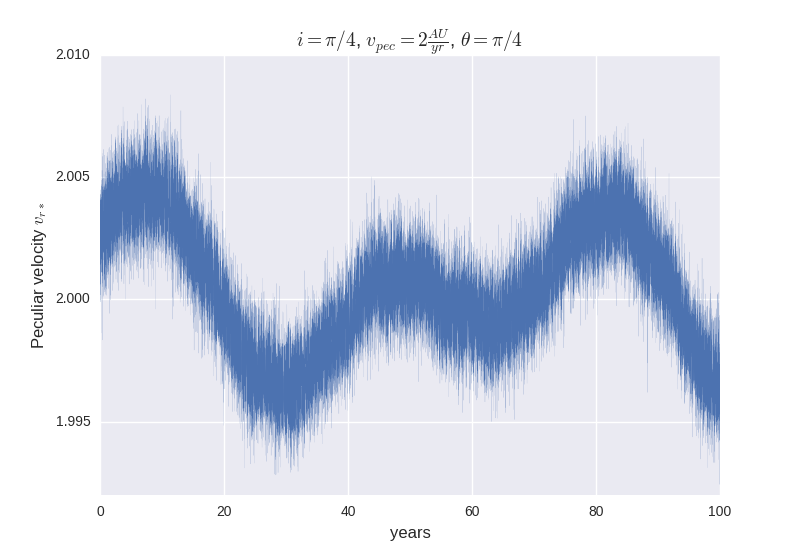 i = π/4, v_pec = 2 AU/yr, θ = π/4
2.010
2.005
2.000
1.995
Peculiar velocity v_r*
0 20 40 60 80 100
years